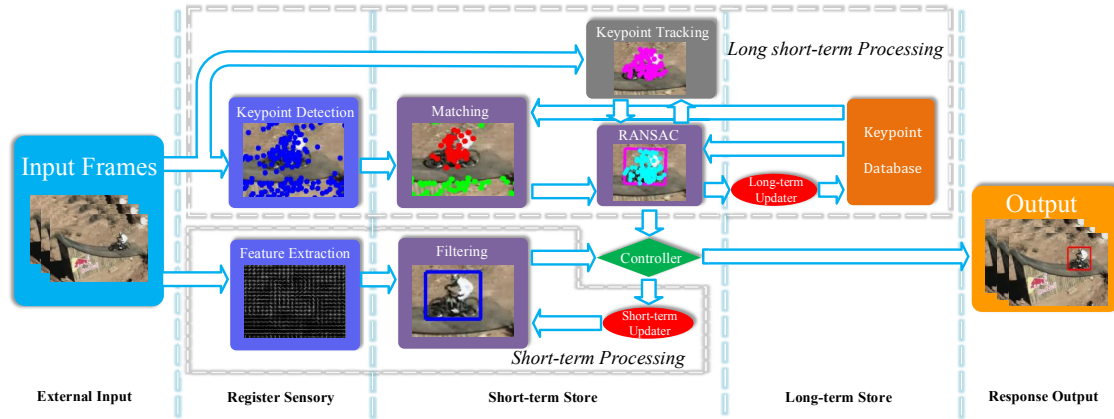 Keypoint Tracking
Long short-term Processing
Keypoint Detection
Matching
RANSAC
Keypoint
Database
Input Frames
Long-term
Updater
Output
Feature Extraction
Filtering
Controller
Short-term
Updater
Short-term Processing
External Input
Register Sensory
Short-term Store
Long-term Store
Response Output